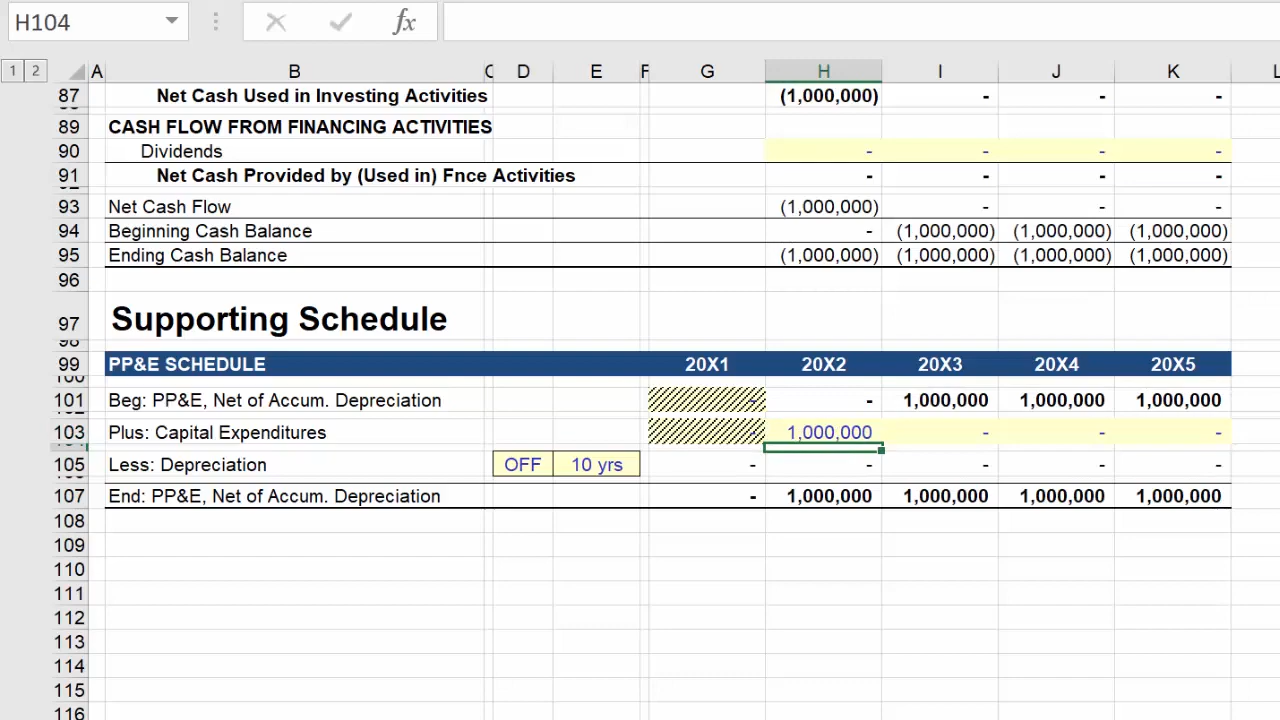 H104 fx
1 2 A B C D E F G H I J K L
87 Net Cash Used in Investing Activities (1,000,000) - - -
89 CASH FLOW FROM FINANCING ACTIVITIES
90 Dividends - - - -
91 Net Cash Provided by (Used in) Fnce Activities - - - -
93 Net Cash Flow (1,000,000) - - -
94 Beginning Cash Balance - (1,000,000) (1,000,000) (1,000,000)
95 Ending Cash Balance (1,000,000) (1,000,000) (1,000,000) (1,000,000)
96
97 Supporting Schedule
99 PP&E SCHEDULE 20X1 20X2 20X3 20X4 20X5
101 Beg: PP&E, Net of Accum. Depreciation - - 1,000,000 1,000,000 1,000,000
103 Plus: Capital Expenditures - 1,000,000 - - -
105 Less: Depreciation OFF 10 yrs - - - - -
107 End: PP&E, Net of Accum. Depreciation - 1,000,000 1,000,000 1,000,000 1,000,000
108
109
110
111
112
113
114
115
116